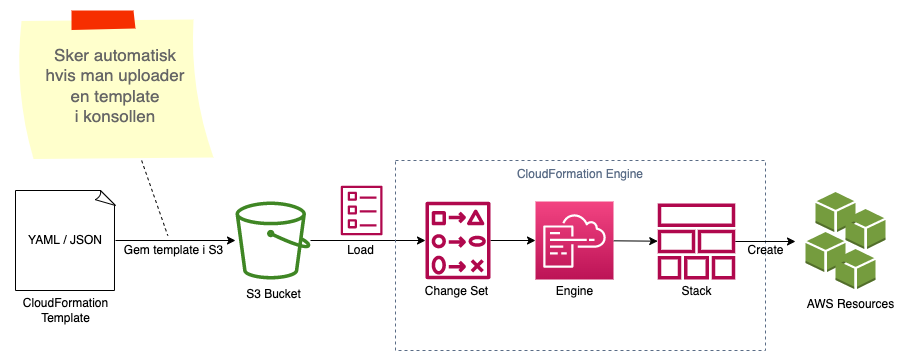 Sker automatisk
hvis man uploader
en template
i konsollen
CloudFormation Engine
YAML / JSON
Gem template i S3
Load
Create
CloudFormation
Template
S3 Bucket
Change Set
Engine
Stack
AWS Resources